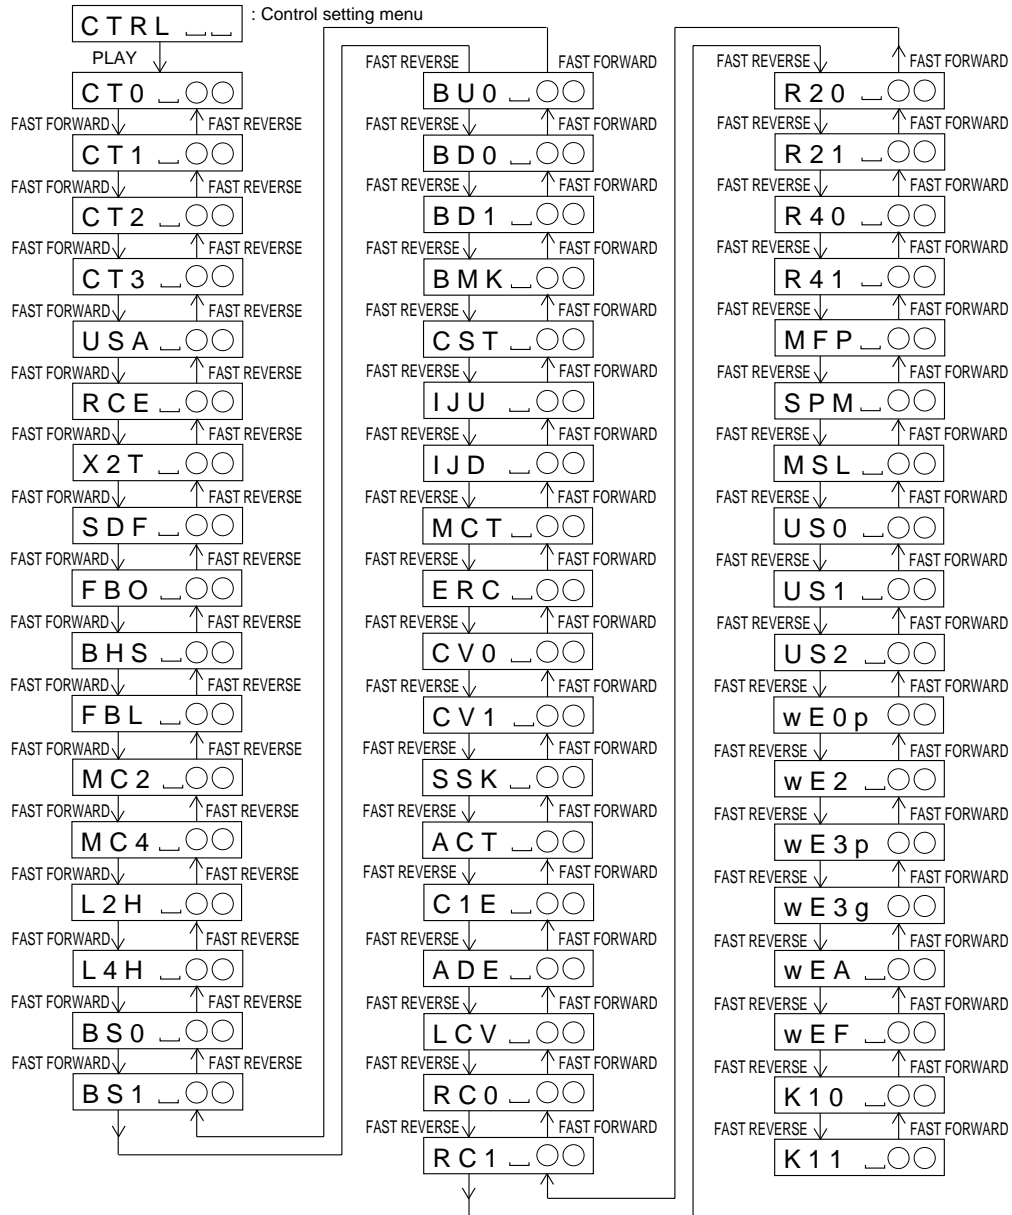 CTRL ⎵⎵ : Control setting menu
PLAY
CT0 ⎵○○
FAST FORWARD FAST REVERSE
CT1 ⎵○○
FAST FORWARD FAST REVERSE
CT2 ⎵○○
FAST FORWARD FAST REVERSE
CT3 ⎵○○
FAST FORWARD FAST REVERSE
USA ⎵○○
FAST FORWARD FAST REVERSE
RCE ⎵○○
FAST FORWARD FAST REVERSE
X2T ⎵○○
FAST FORWARD FAST REVERSE
SDF ⎵○○
FAST FORWARD FAST REVERSE
FBO ⎵○○
FAST FORWARD FAST REVERSE
BHS ⎵○○
FAST FORWARD FAST REVERSE
FBL ⎵○○
FAST FORWARD FAST REVERSE
MC2 ⎵○○
FAST FORWARD FAST REVERSE
MC4 ⎵○○
FAST FORWARD FAST REVERSE
L2H ⎵○○
FAST FORWARD FAST REVERSE
L4H ⎵○○
FAST FORWARD FAST REVERSE
BS0 ⎵○○
FAST FORWARD FAST REVERSE
BS1 ⎵○○
FAST REVERSE FAST FORWARD
BU0 ⎵○○
FAST REVERSE FAST FORWARD
BD0 ⎵○○
FAST REVERSE FAST FORWARD
BD1 ⎵○○
FAST REVERSE FAST FORWARD
BMK ⎵○○
FAST REVERSE FAST FORWARD
CST ⎵○○
FAST REVERSE FAST FORWARD
IJU ⎵○○
FAST REVERSE FAST FORWARD
IJD ⎵○○
FAST REVERSE FAST FORWARD
MCT ⎵○○
FAST REVERSE FAST FORWARD
ERC ⎵○○
FAST REVERSE FAST FORWARD
CV0 ⎵○○
FAST REVERSE FAST FORWARD
CV1 ⎵○○
FAST REVERSE FAST FORWARD
SSK ⎵○○
FAST REVERSE FAST FORWARD
ACT ⎵○○
FAST REVERSE FAST FORWARD
C1E ⎵○○
FAST REVERSE FAST FORWARD
ADE ⎵○○
FAST REVERSE FAST FORWARD
LCV ⎵○○
FAST REVERSE FAST FORWARD
RC0 ⎵○○
FAST REVERSE FAST FORWARD
RC1 ⎵○○
FAST REVERSE FAST FORWARD
R20 ⎵○○
FAST REVERSE FAST FORWARD
R21 ⎵○○
FAST REVERSE FAST FORWARD
R40 ⎵○○
FAST REVERSE FAST FORWARD
R41 ⎵○○
FAST REVERSE FAST FORWARD
MFP ⎵○○
FAST REVERSE FAST FORWARD
SPM ⎵○○
FAST REVERSE FAST FORWARD
MSL ⎵○○
FAST REVERSE FAST FORWARD
US0 ⎵○○
FAST REVERSE FAST FORWARD
US1 ⎵○○
FAST REVERSE FAST FORWARD
US2 ⎵○○
FAST REVERSE FAST FORWARD
wE0p ○○
FAST REVERSE FAST FORWARD
wE2 ⎵○○
FAST REVERSE FAST FORWARD
wE3p ○○
FAST REVERSE FAST FORWARD
wE3g ○○
FAST REVERSE FAST FORWARD
wEA ⎵○○
FAST REVERSE FAST FORWARD
wEF ⎵○○
FAST REVERSE FAST FORWARD
K10 ⎵○○
FAST REVERSE FAST FORWARD
K11 ⎵○○